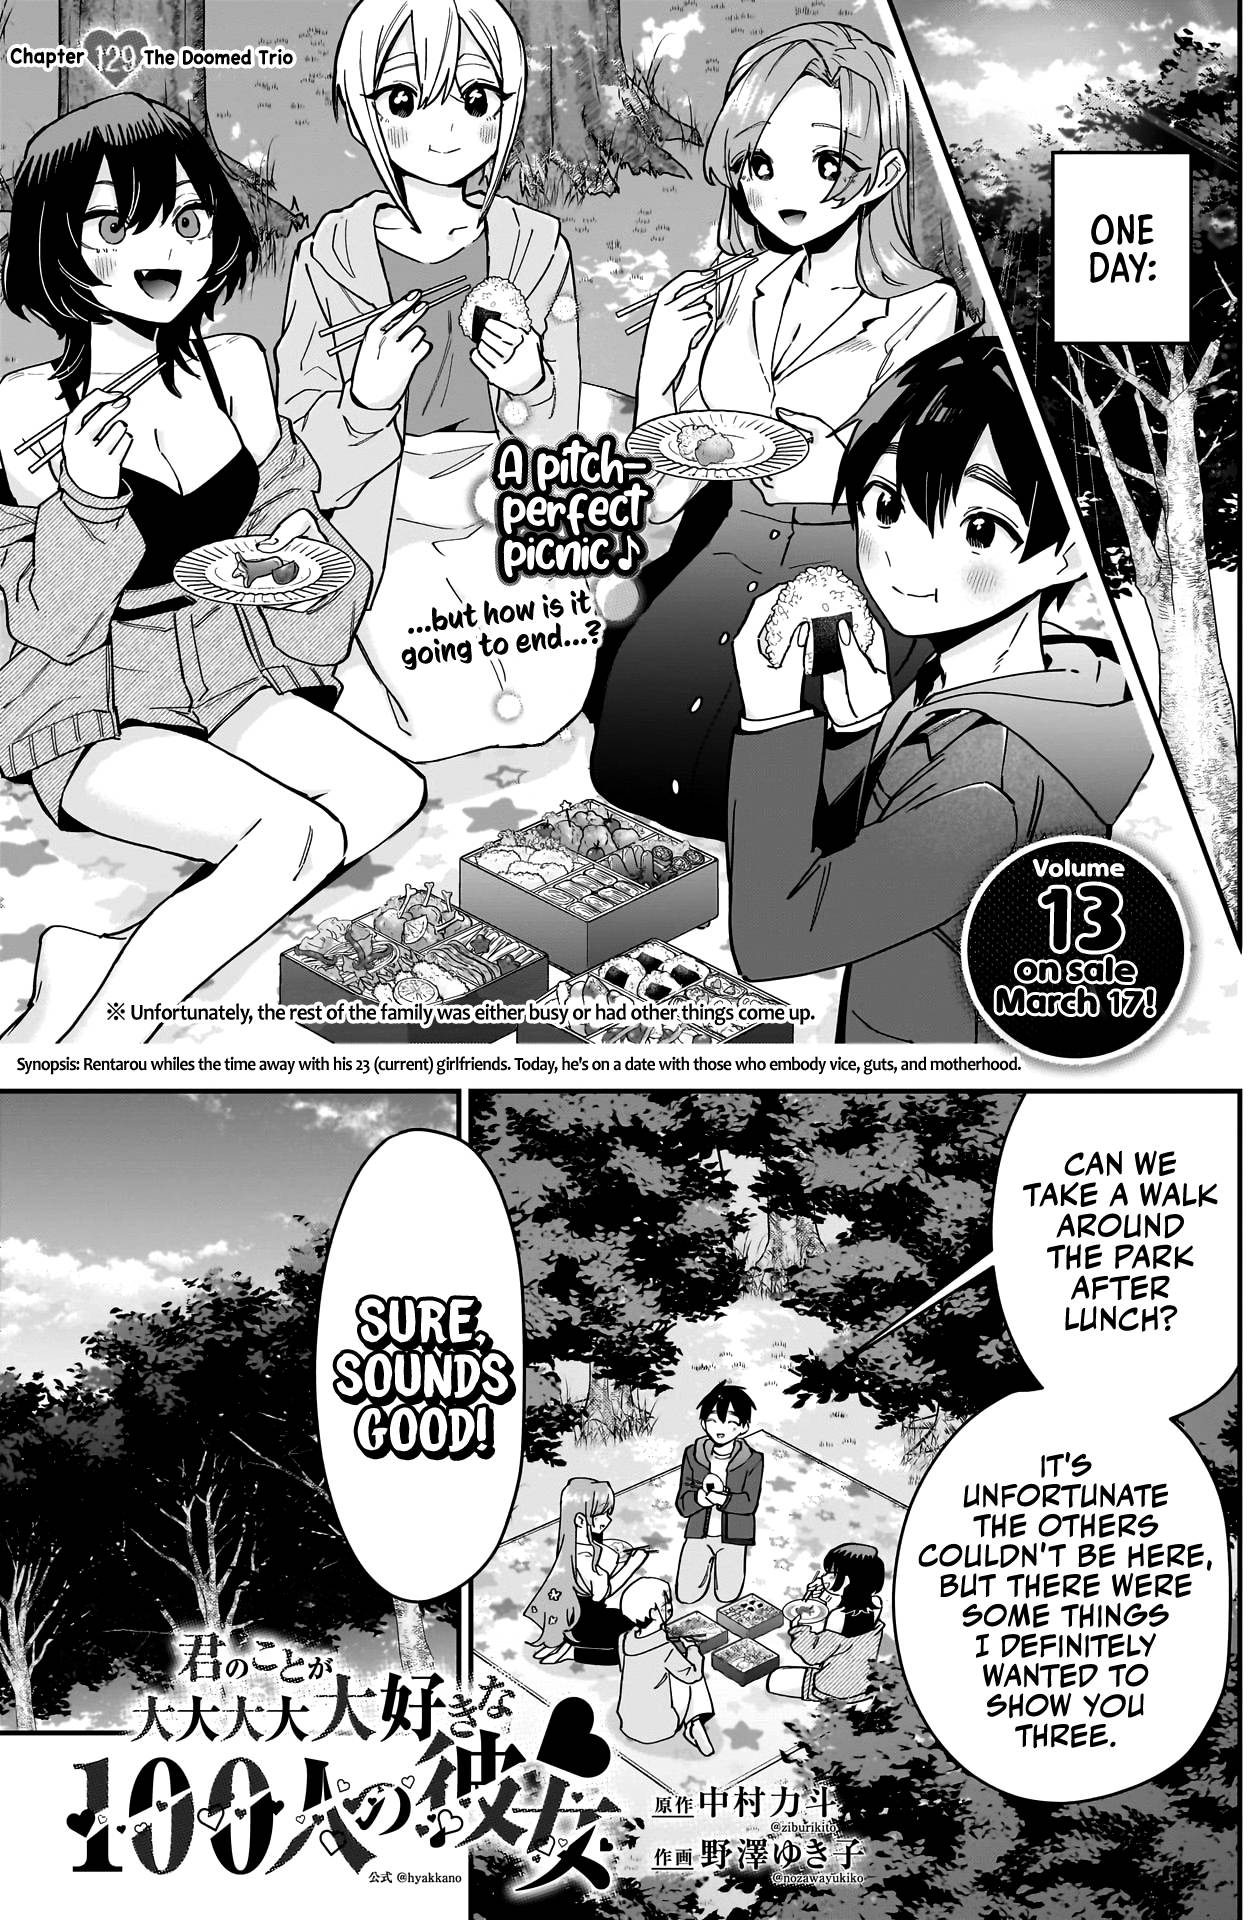 Chapter 129 The Doomed Trio
ONE
DAY:
A pitch-
perfect
picnic♪
...but how is it
going to end...?
Volume
13
on sale
March 17!
※ Unfortunately, the rest of the family was either busy or had other things come up.
Synopsis: Rentarou whiles the time away with his 23 (current) girlfriends. Today, he's on a date with those who embody vice, guts, and motherhood.
CAN WE
TAKE A WALK
AROUND
THE PARK
AFTER
LUNCH?
IT'S
UNFORTUNATE
THE OTHERS
COULDN'T BE HERE,
BUT THERE WERE
SOME THINGS
I DEFINITELY
WANTED TO
SHOW YOU
THREE.
SURE,
SOUNDS
GOOD!
君のことが
大大大大大好きな
100人の彼女
公式 @hyakkano
原作 中村力斗
@ziburikito
作画 野澤ゆき子
@nozawayukiko